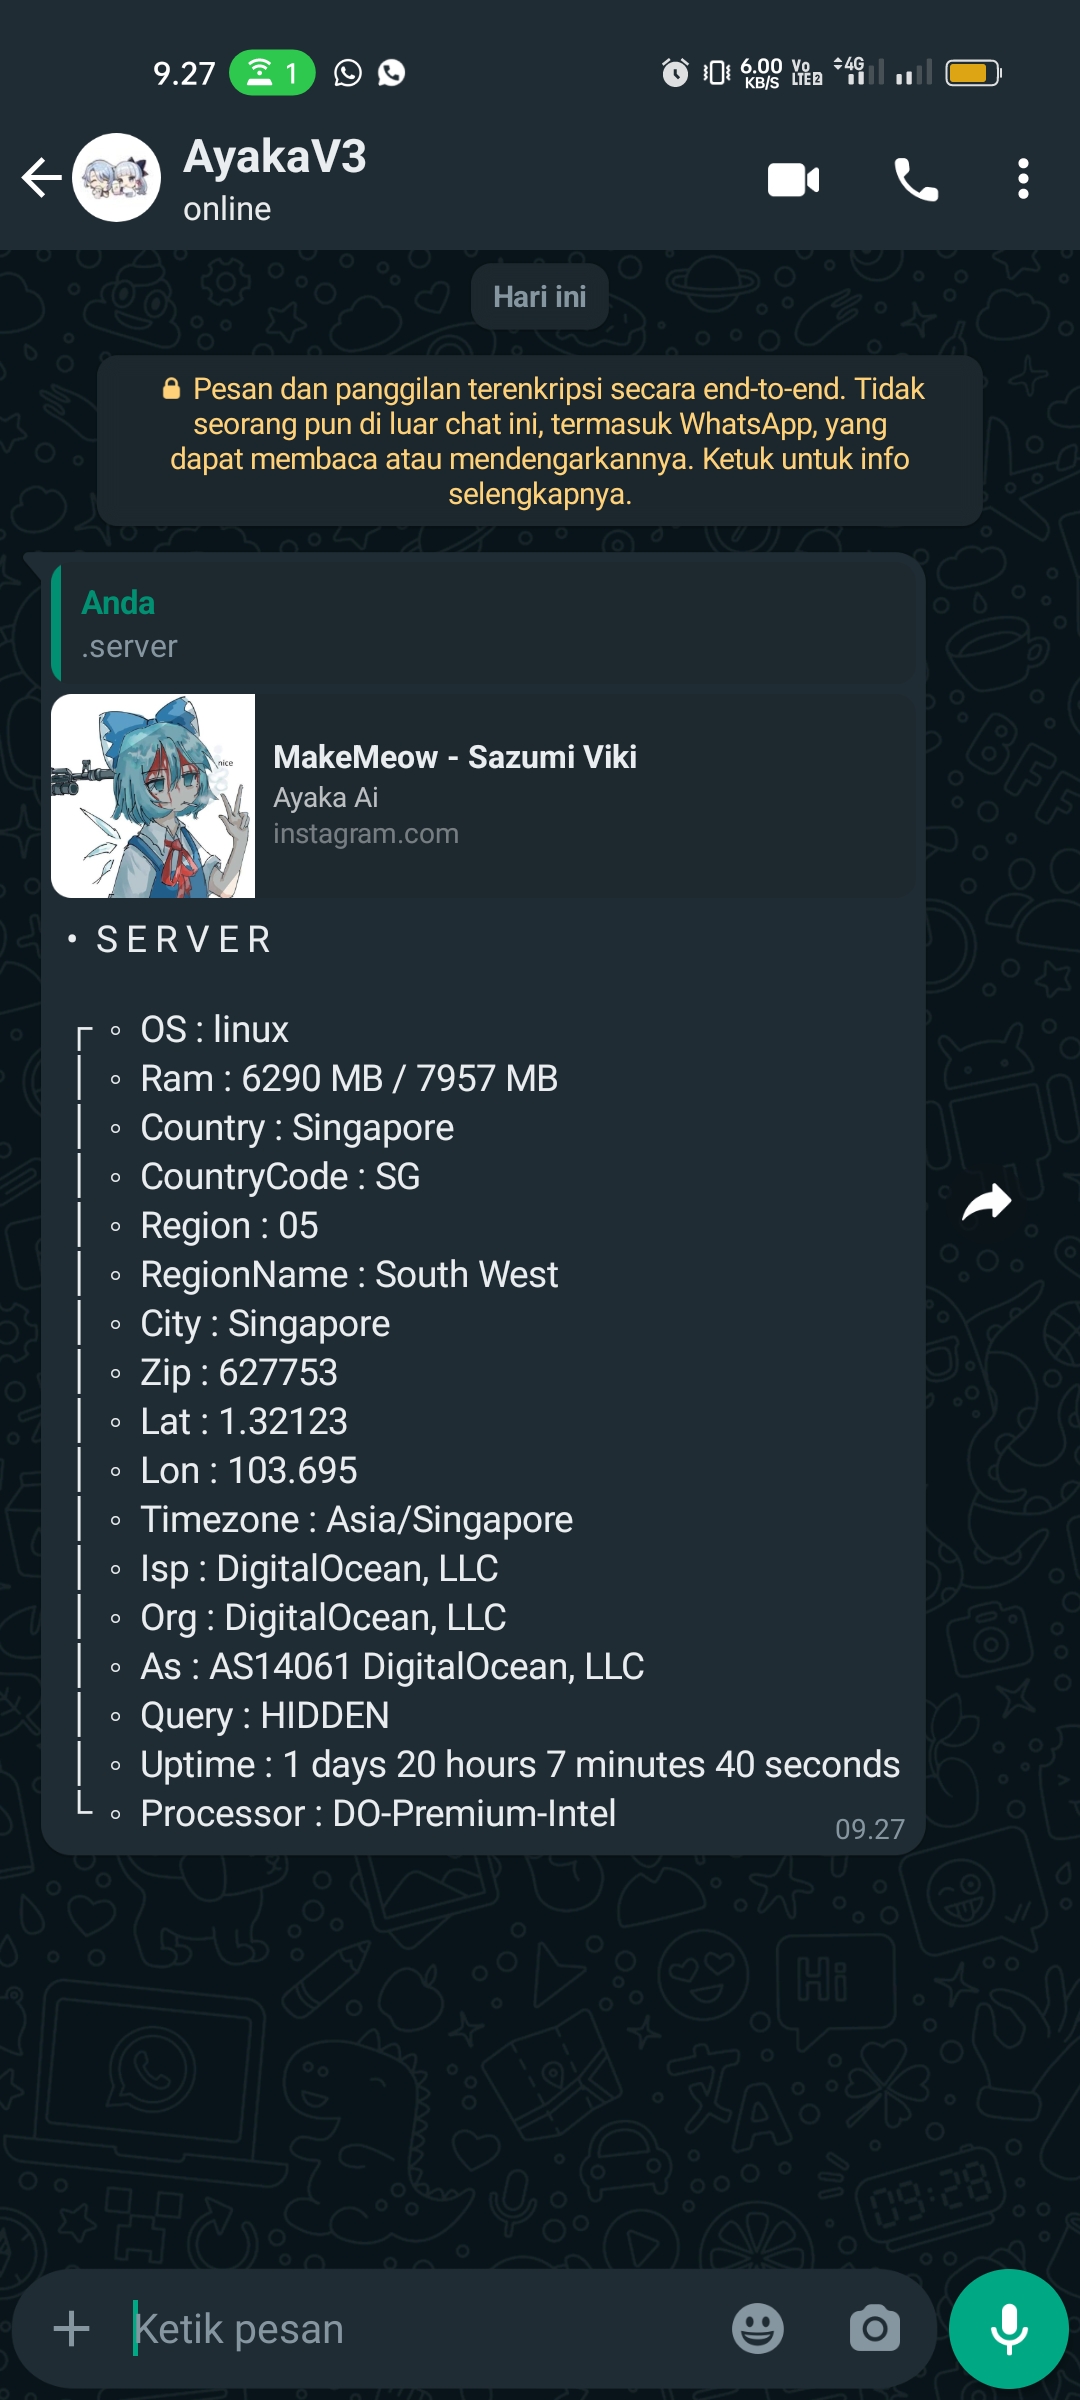 9.27
1
6.00
KB/S
Vo
LTE2
4G
AyakaV3
online
Hari ini
Pesan dan panggilan terenkripsi secara end-to-end. Tidak
seorang pun di luar chat ini, termasuk WhatsApp, yang
dapat membaca atau mendengarkannya. Ketuk untuk info
selengkapnya.
Anda
.server
nice
MakeMeow - Sazumi Viki
Ayaka Ai
instagram.com
• S E R V E R
┌ ◦ OS : linux
│ ◦ Ram : 6290 MB / 7957 MB
│ ◦ Country : Singapore
│ ◦ CountryCode : SG
│ ◦ Region : 05
│ ◦ RegionName : South West
│ ◦ City : Singapore
│ ◦ Zip : 627753
│ ◦ Lat : 1.32123
│ ◦ Lon : 103.695
│ ◦ Timezone : Asia/Singapore
│ ◦ Isp : DigitalOcean, LLC
│ ◦ Org : DigitalOcean, LLC
│ ◦ As : AS14061 DigitalOcean, LLC
│ ◦ Query : HIDDEN
│ ◦ Uptime : 1 days 20 hours 7 minutes 40 seconds
└ ◦ Processor : DO-Premium-Intel
09.27
Ketik pesan